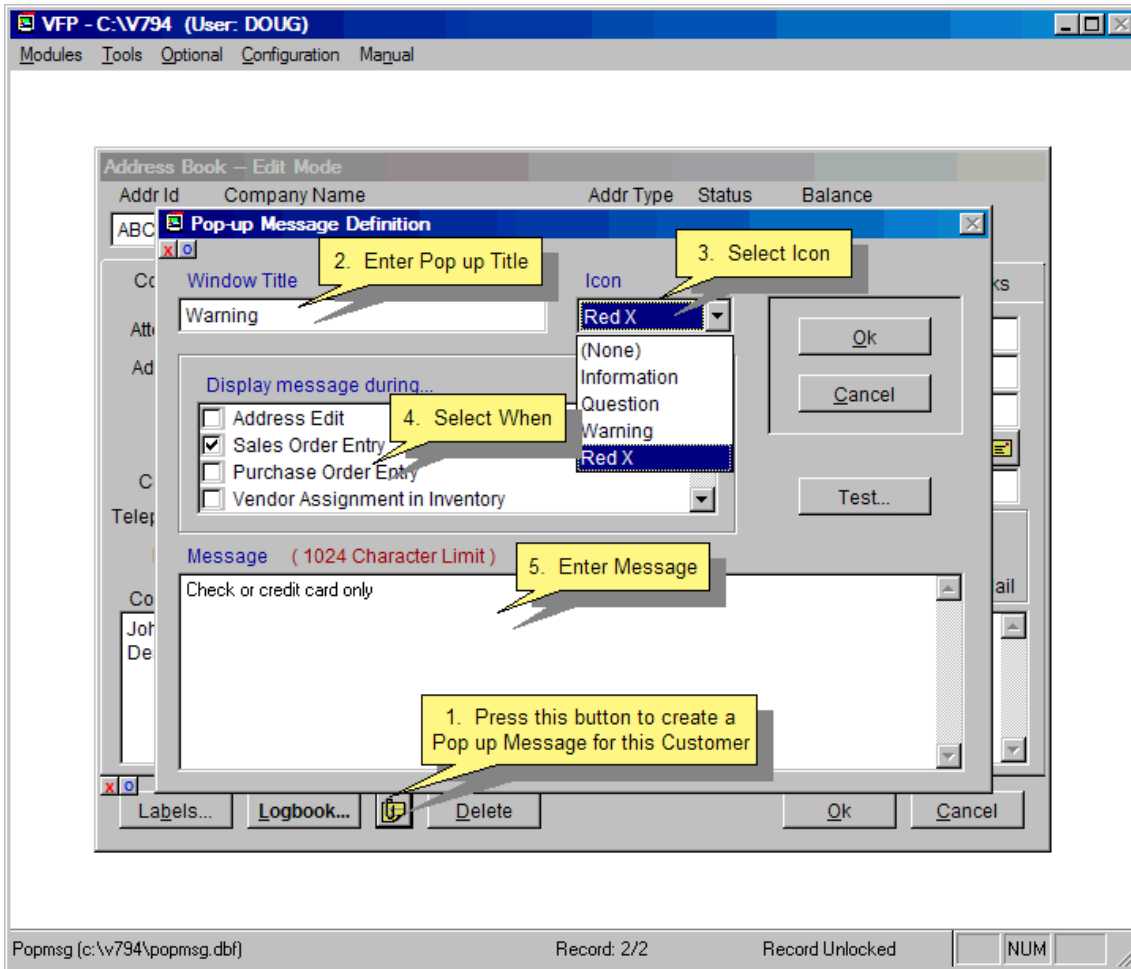 VFP - C:\V794 (User: DOUG)
Modules Tools Optional Configuration Manual
Address Book – Edit Mode
Addr Id Company Name Addr Type Status Balance
ABC
Pop-up Message Definition
x o
2. Enter Pop up Title
3. Select Icon
Window Title
Icon
Warning
Red X
(None)
Information
Question
Warning
Red X
Ok
Cancel
Test...
Display message during...
4. Select When
Address Edit
Sales Order Entry
Purchase Order Entry
Vendor Assignment in Inventory
Message ( 1024 Character Limit )
5. Enter Message
Check or credit card only
1. Press this button to create a
Pop up Message for this Customer
x o
Labels... Logbook... Delete Ok Cancel
Popmsg (c:\v794\popmsg.dbf) Record: 2/2 Record Unlocked NUM